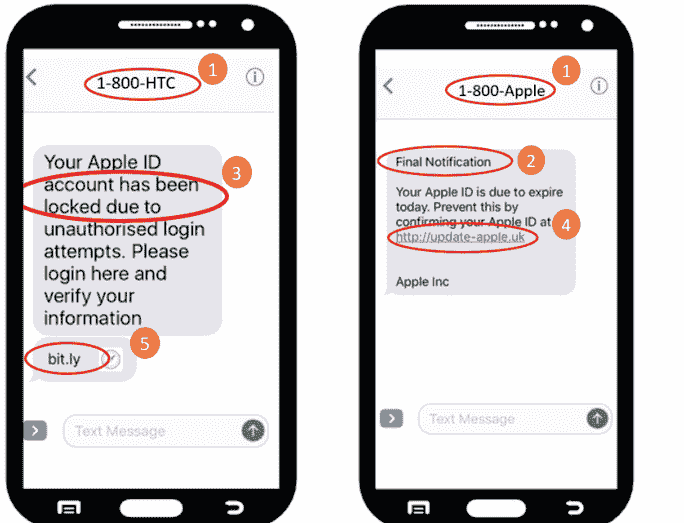 1-800-HTC
1
Your Apple ID
account has been
locked due to
unauthorised login
attempts. Please
login here and
verify your
information
3
bit.ly
5
Text Message
1-800-Apple
1
Final Notification
2
Your Apple ID is due to expire
today. Prevent this by
confirming your Apple ID at
http://update-apple.uk
4
Apple Inc
Text Message